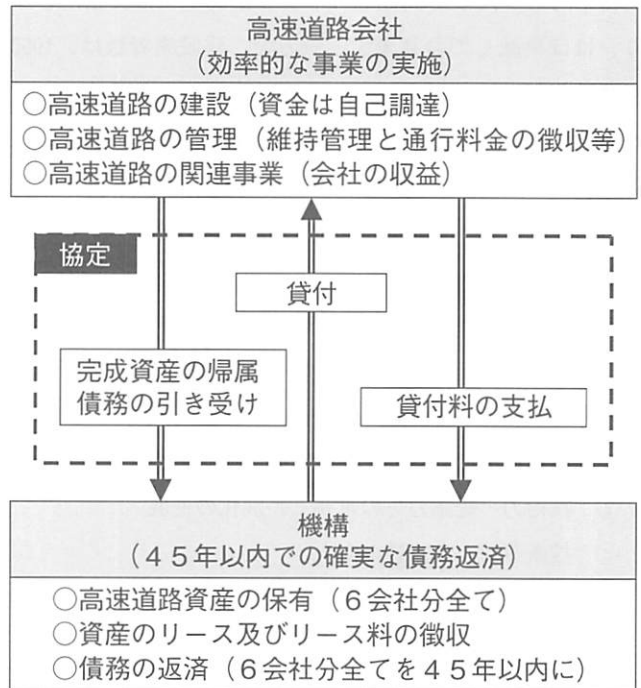 高速道路会社
（効率的な事業の実施）
○高速道路の建設（資金は自己調達）
○高速道路の管理（維持管理と通行料金の徴収等）
○高速道路の関連事業（会社の収益）
協定
貸付
完成資産の帰属
債務の引き受け
貸付料の支払
機構
（４５年以内での確実な債務返済）
○高速道路資産の保有（６会社分全て）
○資産のリース及びリース料の徴収
○債務の返済（６会社分全てを４５年以内に）